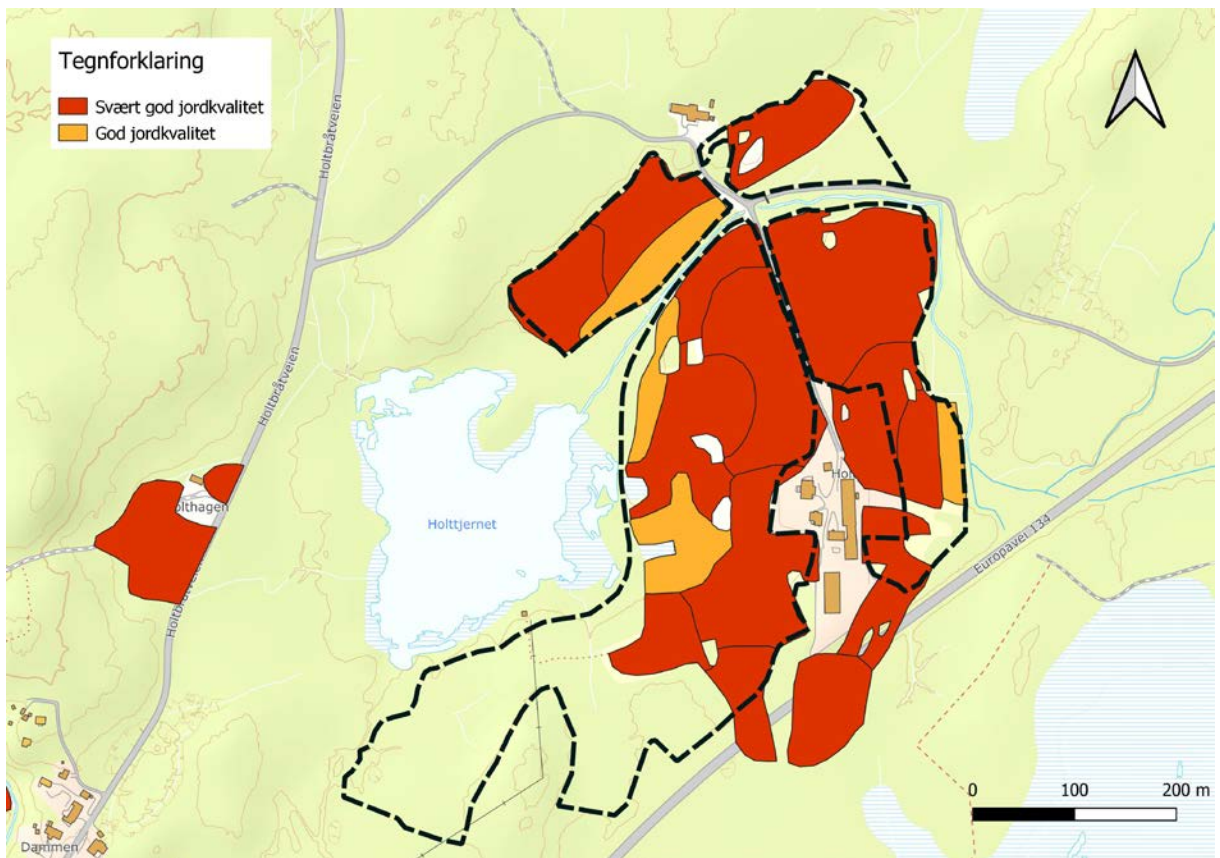 Tegnforklaring
Svært god jordkvalitet
God jordkvalitet
Holtbråtveien
Holtbråtveien
Holttjernet
Europavei 134
0 100 200 m
Dammen